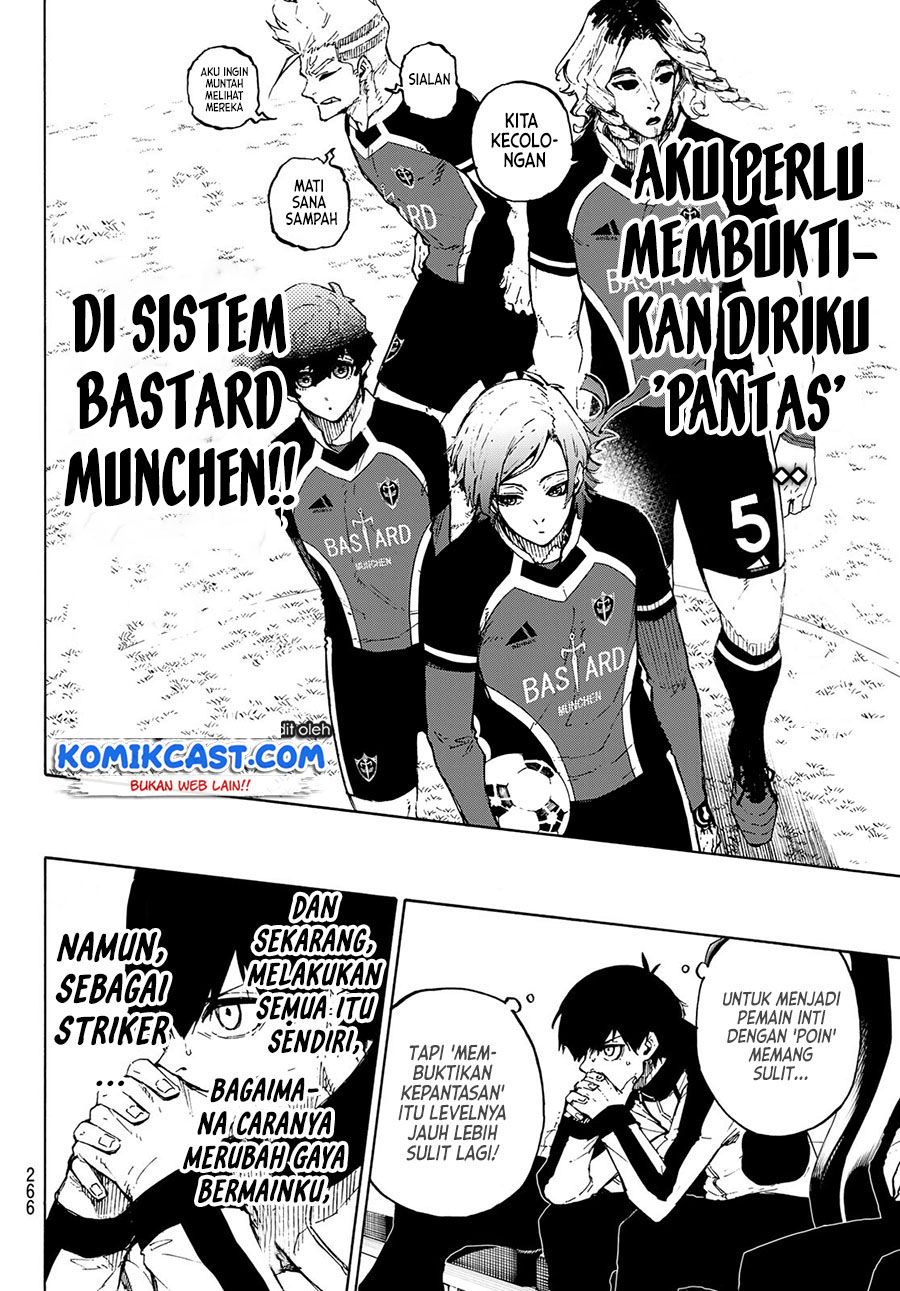 AKU PERLU
MEMBUKTI-
KAN DIRIKU
'PANTAS'
KITA
KECOLO-
NGAN
SIALAN
AKU INGIN
MUNTAH
MELIHAT
MEREKA
MATI
SANA
SAMPAH
DI SISTEM
BASTARD
MUNCHEN!!
BASTARD
BASTARD
MUNCHEN
BASTARD
MUNCHEN
5
dit oleh
KOMIKCAST.COM
BUKAN WEB LAIN!!
UNTUK MENJADI
PEMAIN INTI
DENGAN 'POIN'
MEMANG
SULIT...
TAPI 'MEM-
BUKTIKAN
KEPANTASAN'
ITU LEVELNYA
JAUH LEBIH
SULIT LAGI!
DAN
SEKARANG,
MELAKUKAN
SEMUA ITU
SENDIRI,
BAGAIMA-
NA CARANYA
MERUBAH GAYA
BERMAINKU,
NAMUN,
SEBAGAI
STRIKER
...
266